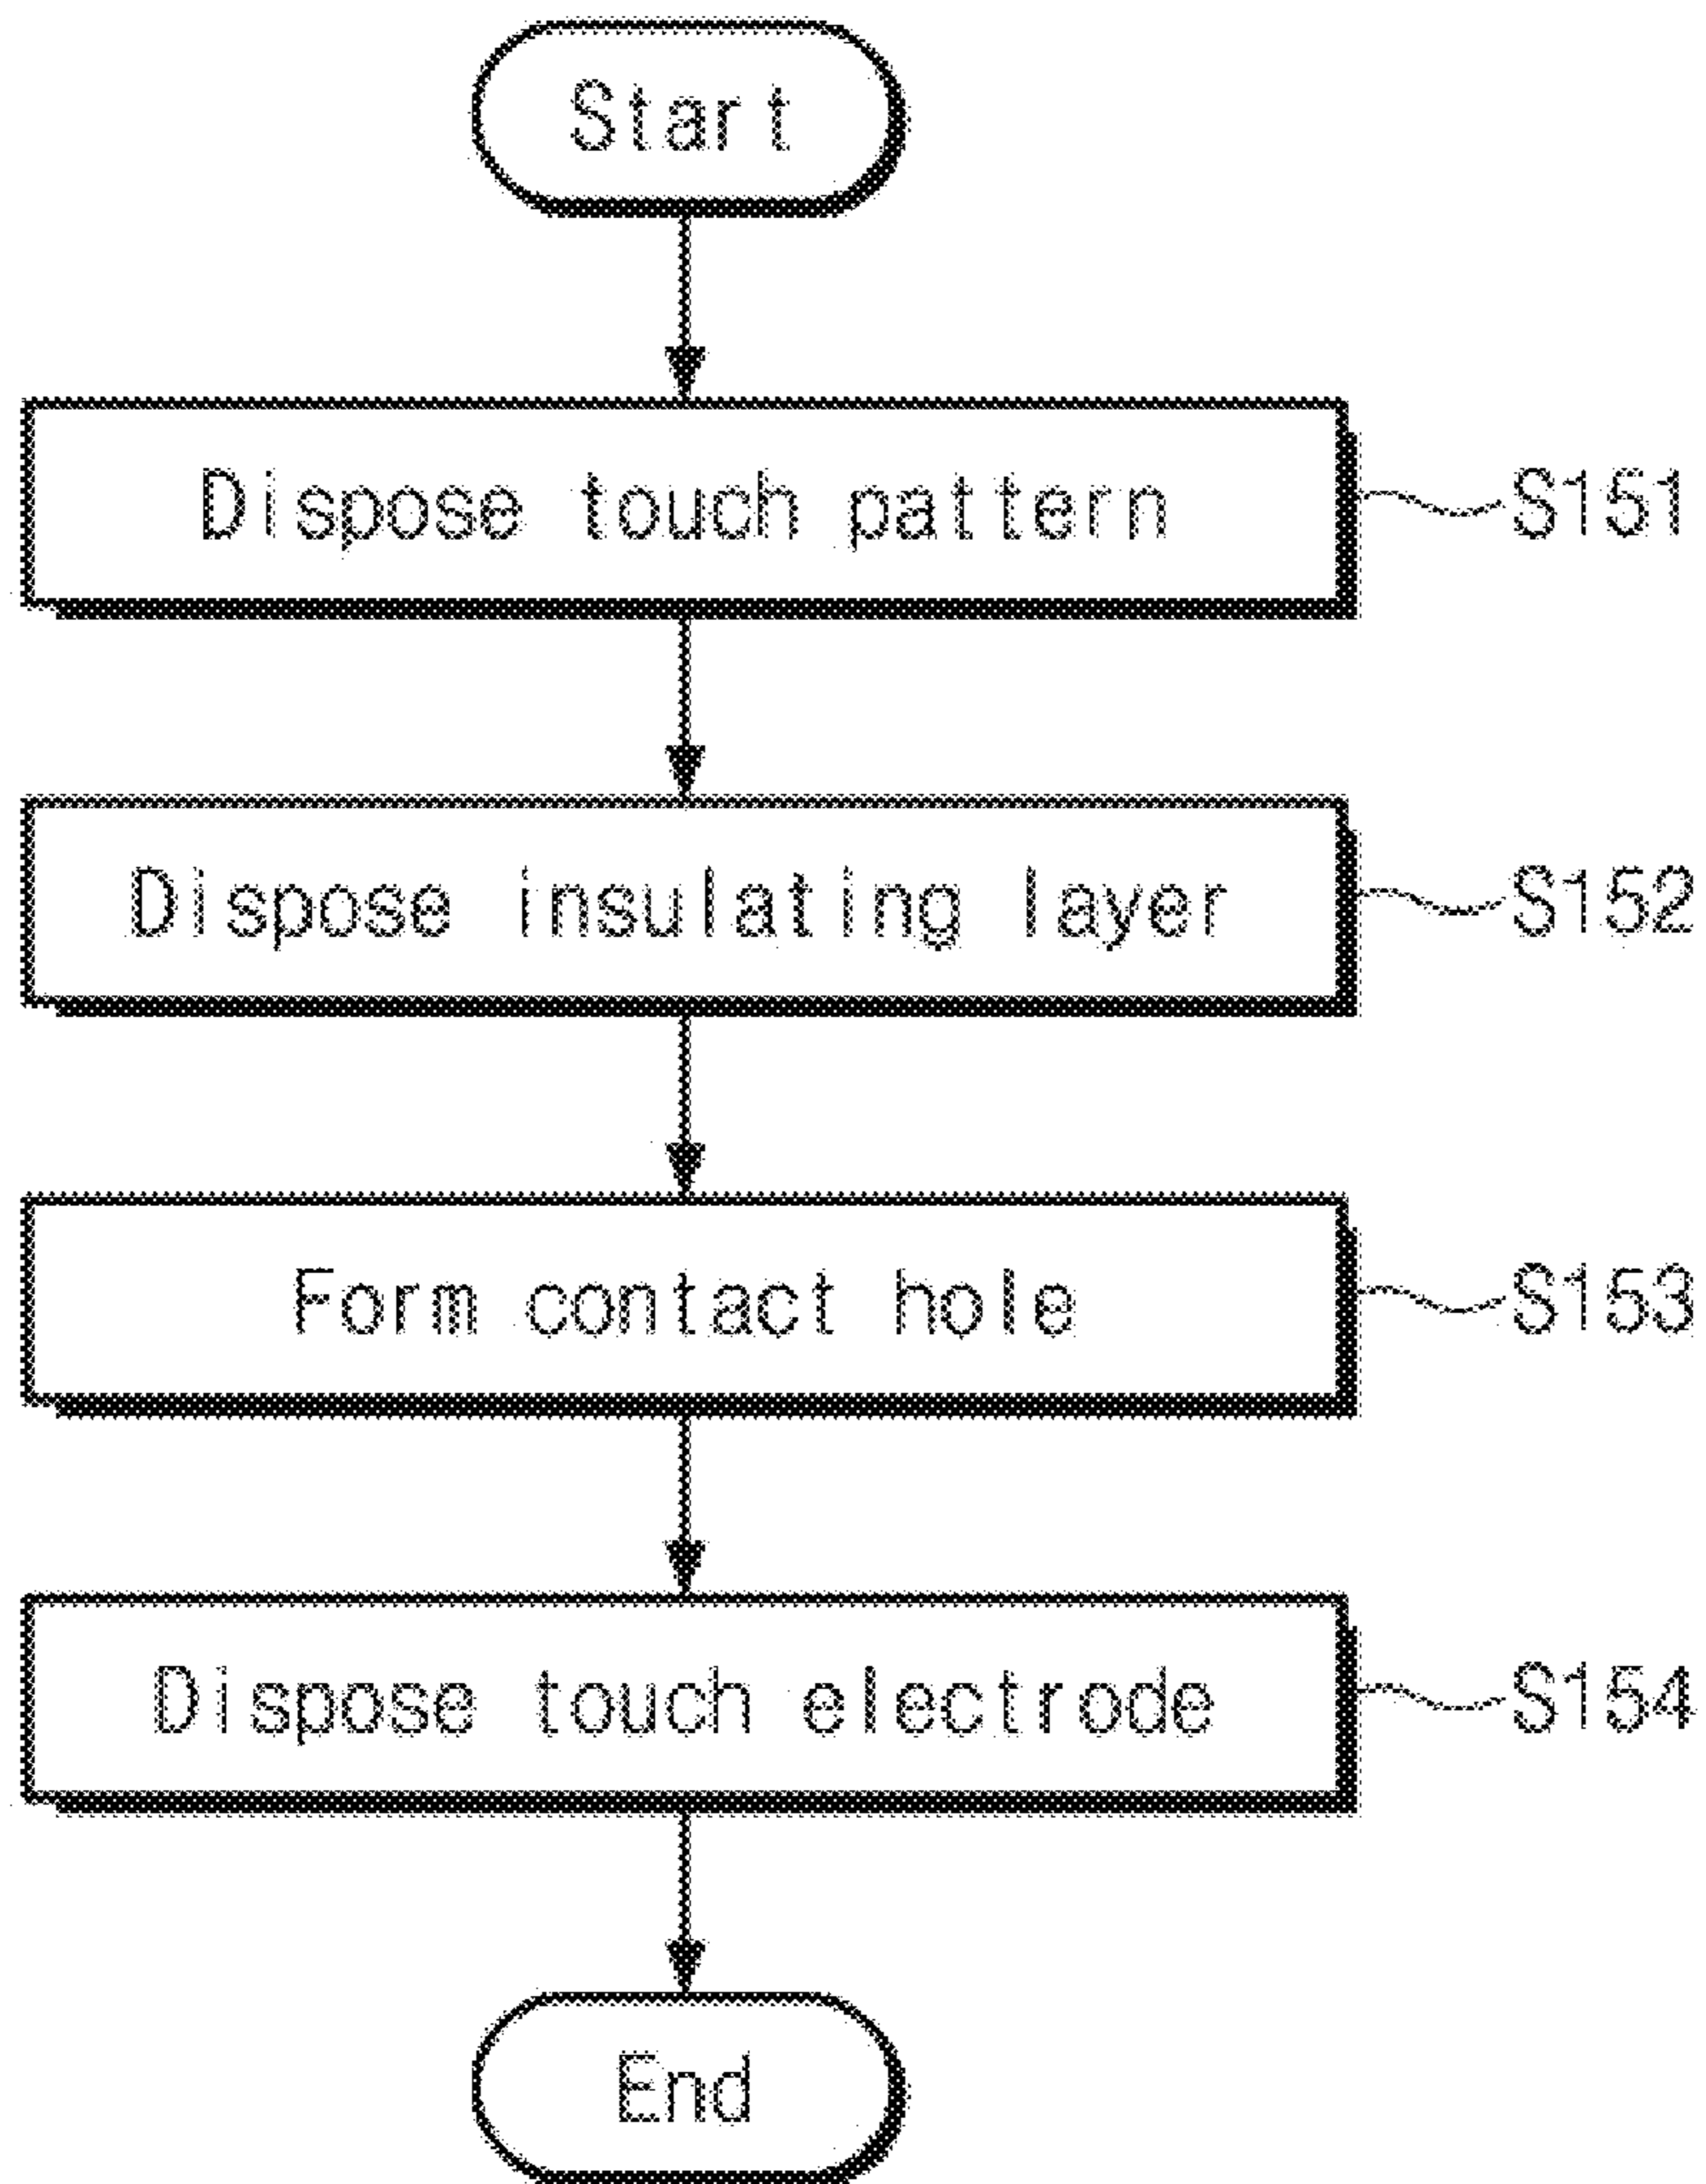 Start
Dispose touch pattern
S151
Dispose insulating layer
S152
Form contact hole
S153
Dispose touch electrode
S154
End